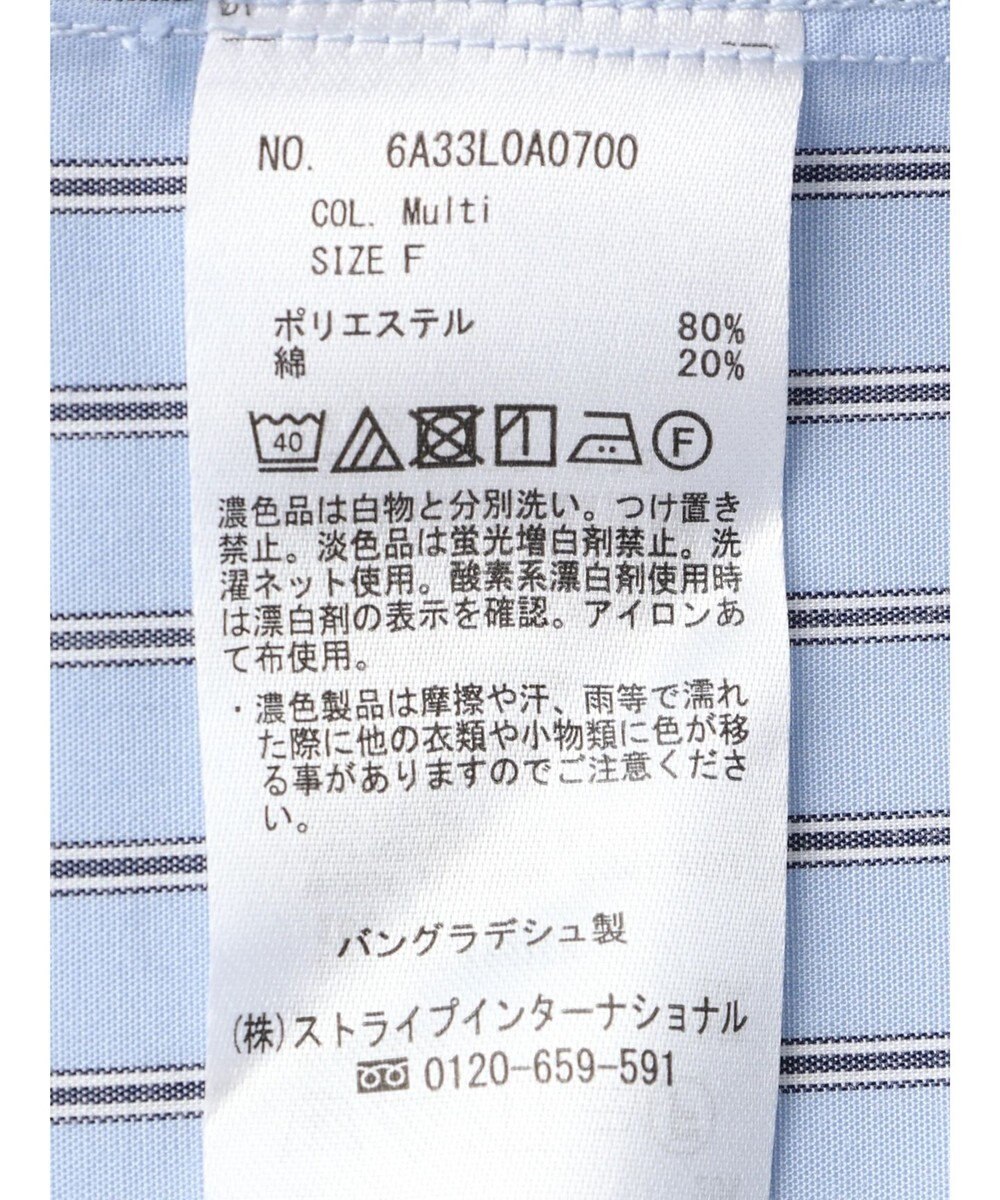 NO. 6A33L0A0700
COL. Multi
SIZE F
ポリエステル 80%
綿 20%
40 F
濃色品は白物と分別洗い。つけ置き
禁止。淡色品は蛍光増白剤禁止。洗
濯ネット使用。酸素系漂白剤使用時
は漂白剤の表示を確認。アイロンあ
て布使用。
・濃色製品は摩擦や汗、雨等で濡れ
た際に他の衣類や小物類に色が移
る事がありますのでご注意くださ
い。
バングラデシュ製
(株)ストライプインターナショナル
0120-659-591